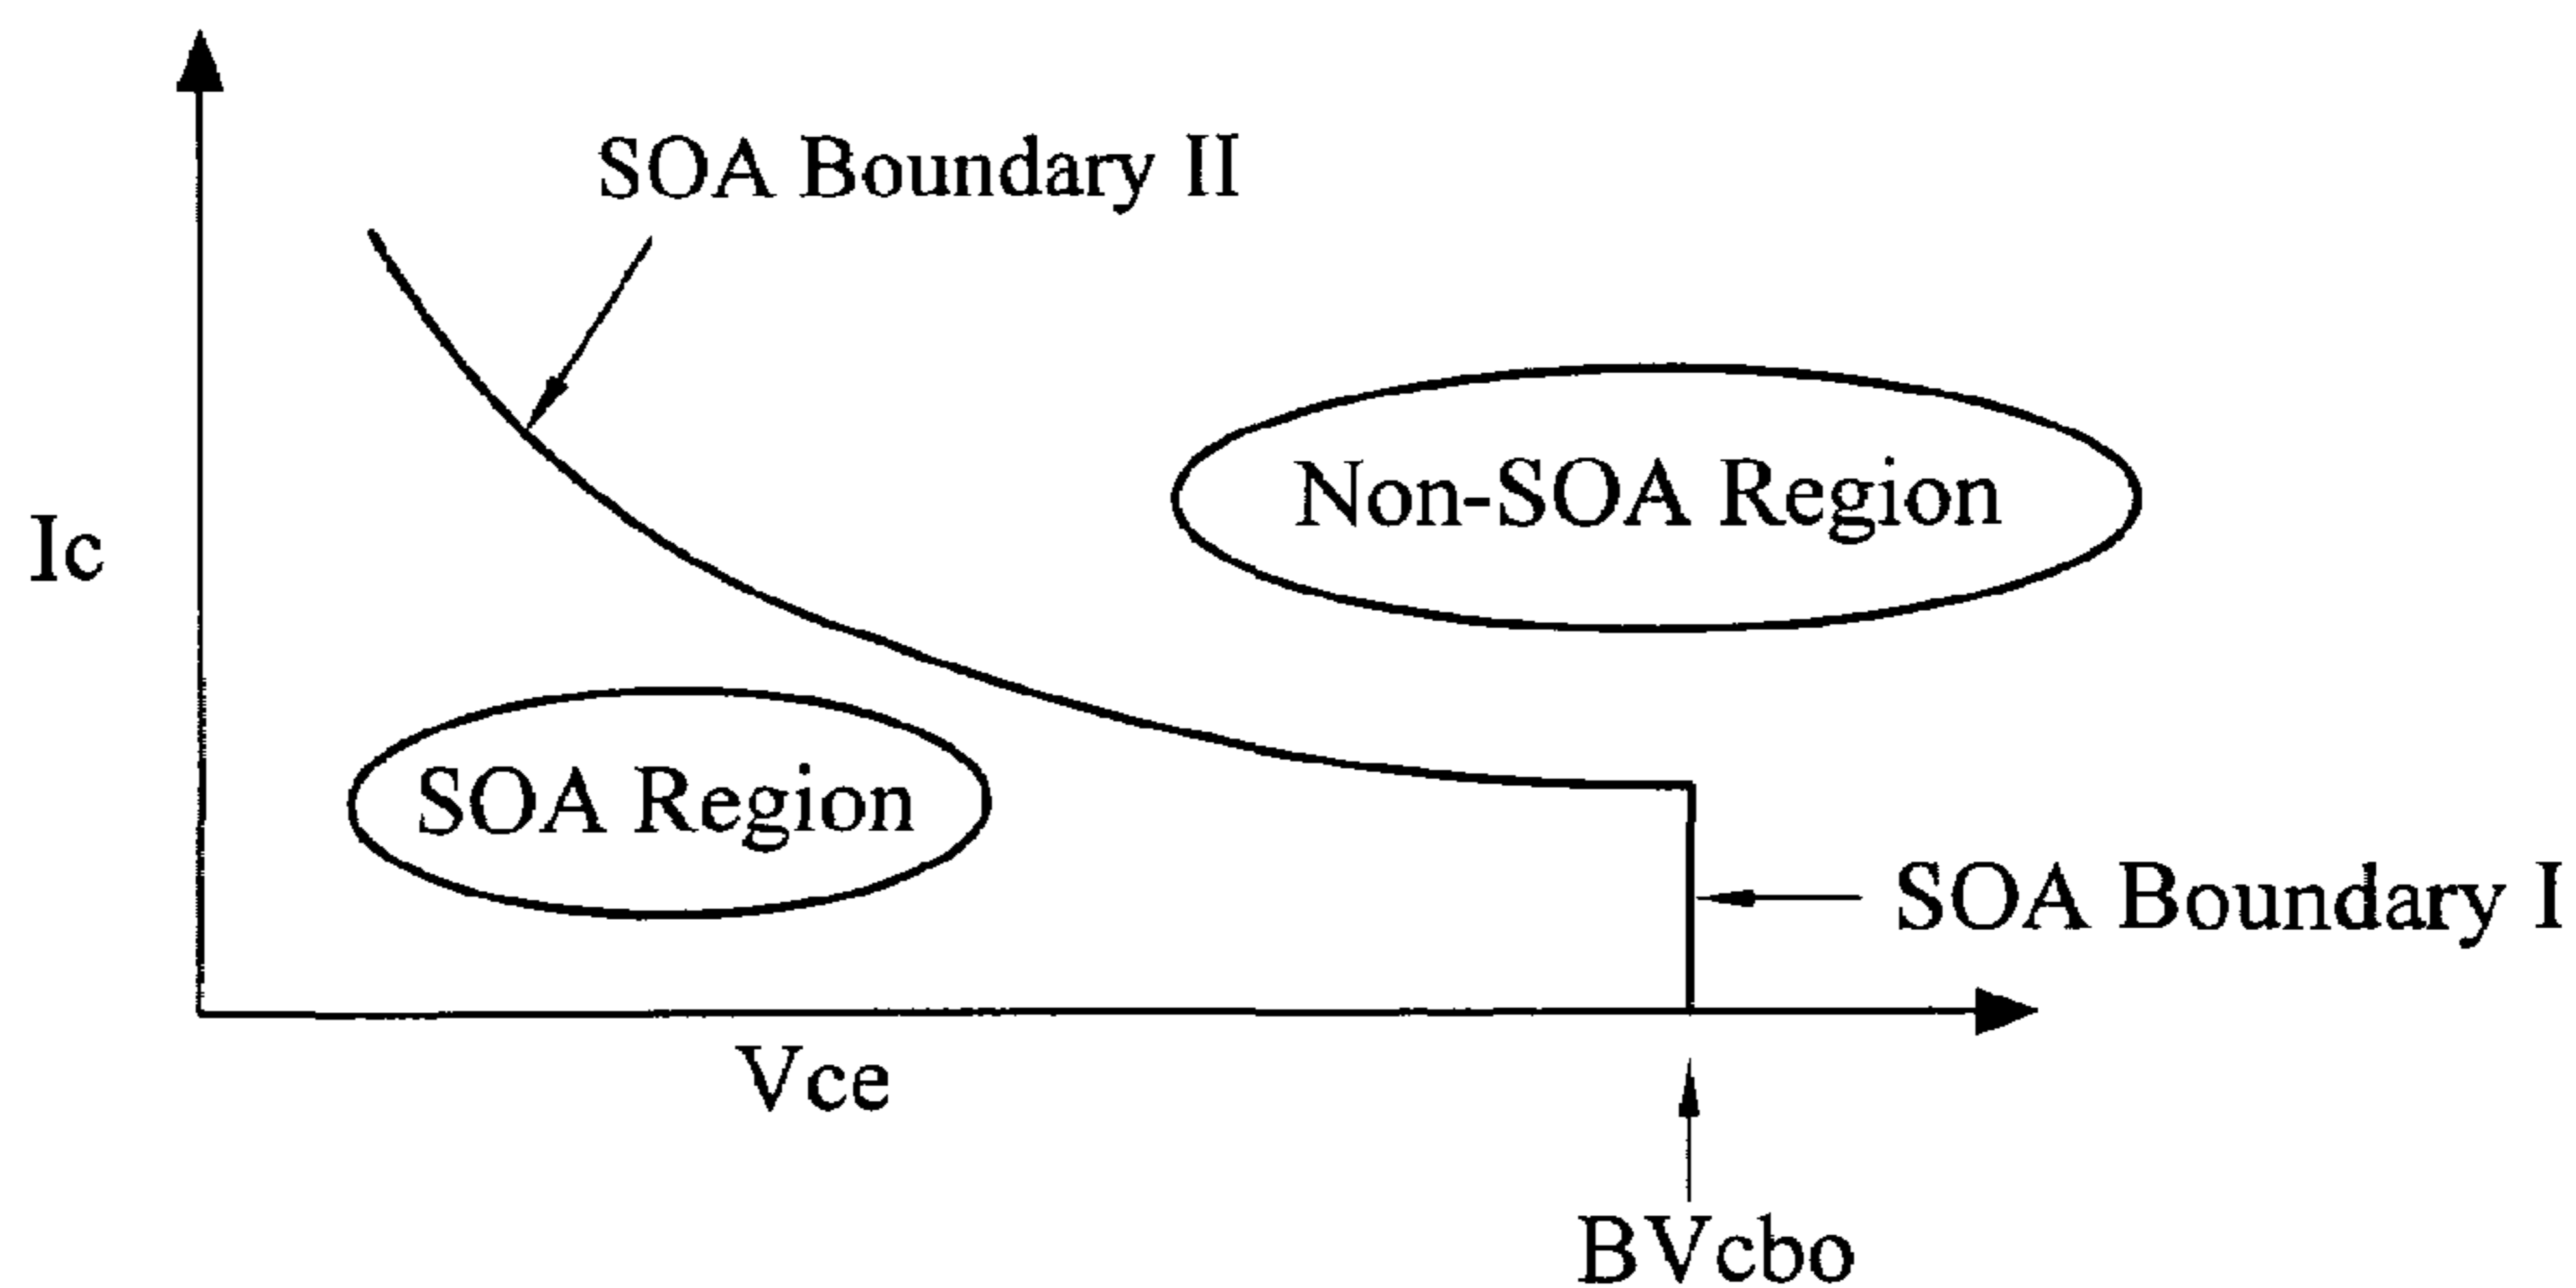 SOA Boundary II
Non-SOA Region
Ic
SOA Region
SOA Boundary I
Vce
BVcbo